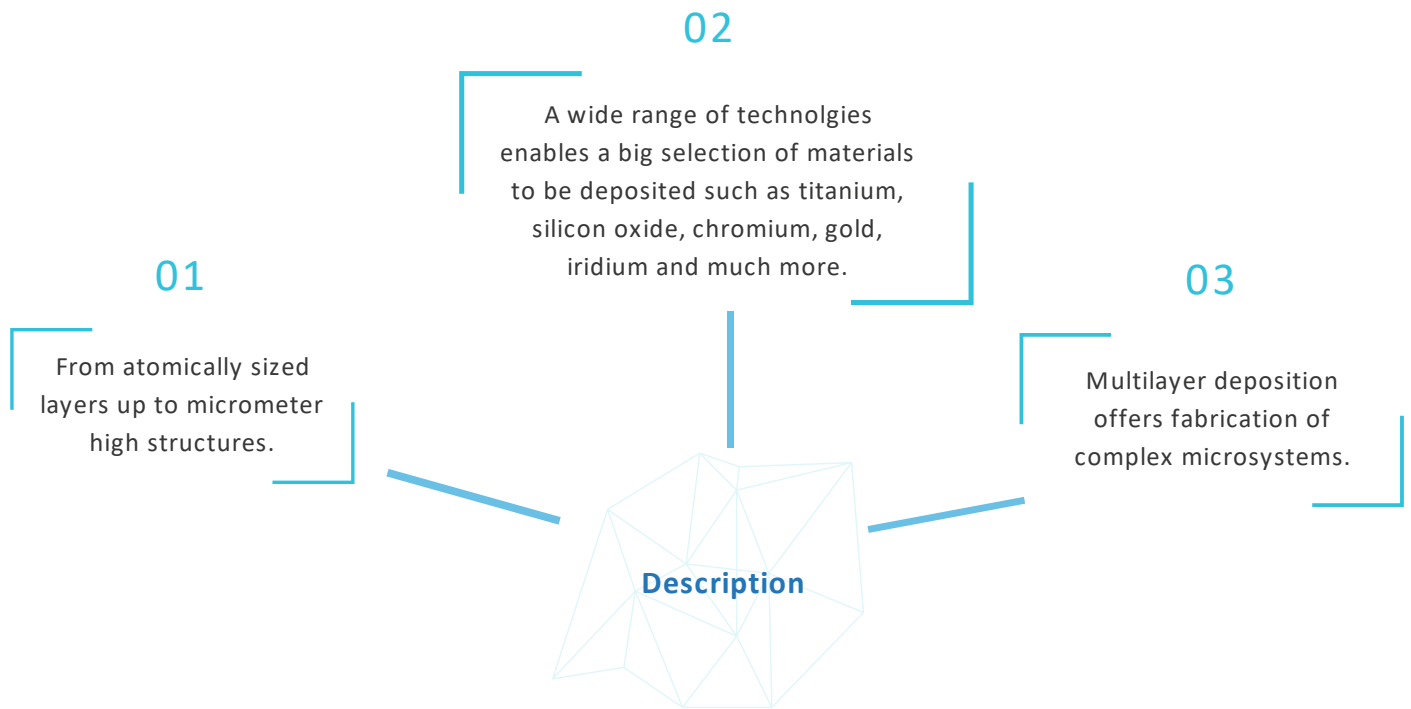 01
From atomically sized
layers up to micrometer
high structures.
02
A wide range of technolgies
enables a big selection of materials
to be deposited such as titanium,
silicon oxide, chromium, gold,
iridium and much more.
03
Multilayer deposition
offers fabrication of
complex microsystems.
Description